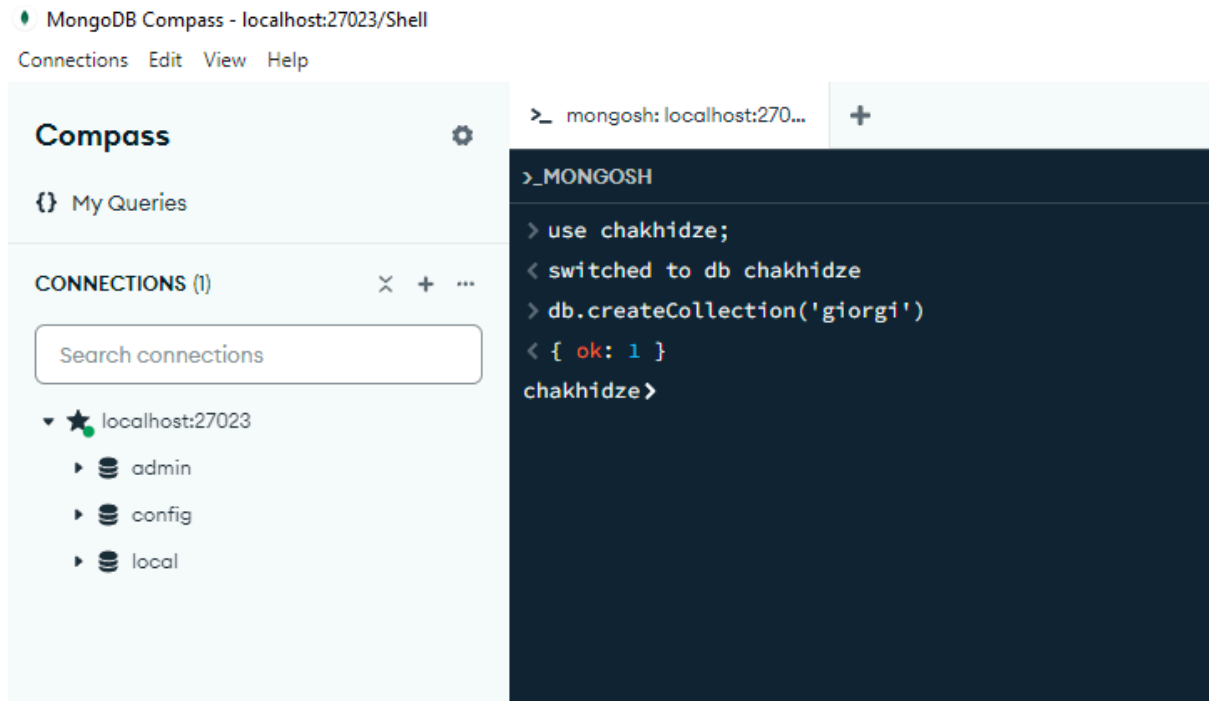 MongoDB Compass - localhost:27023/Shell
Connections Edit View Help
Compass
{} My Queries
CONNECTIONS (1)
Search connections
localhost:27023
admin
config
local
>_ mongosh: localhost:270...
>_MONGOSH
> use chakhidze;
< switched to db chakhidze
> db.createCollection('giorgi')
< { ok: 1 }
chakhidze>